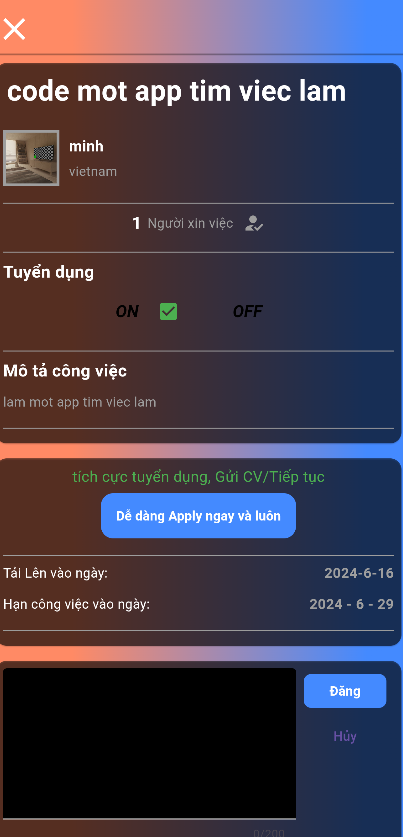 code mot app tim viec lam
minh
vietnam
1 Người xin việc
Tuyển dụng
ON OFF
Mô tả công việc
lam mot app tim viec lam
tích cực tuyển dụng, Gửi CV/Tiếp tục
Dễ dàng Apply ngay và luôn
Tải Lên vào ngày: 2024-6-16
Hạn công việc vào ngày: 2024 - 6 - 29
Đăng
Hủy
0/200